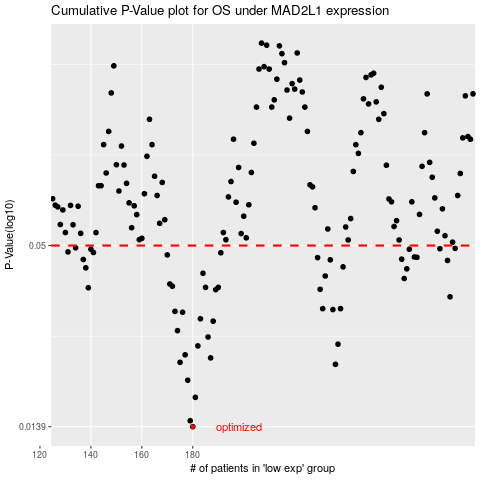 Cumulative P-Value plot for OS under MAD2L1 expression
P-Value(log10)
0.05
0.0139
optimized
120 140 160 180
# of patients in 'low exp' group